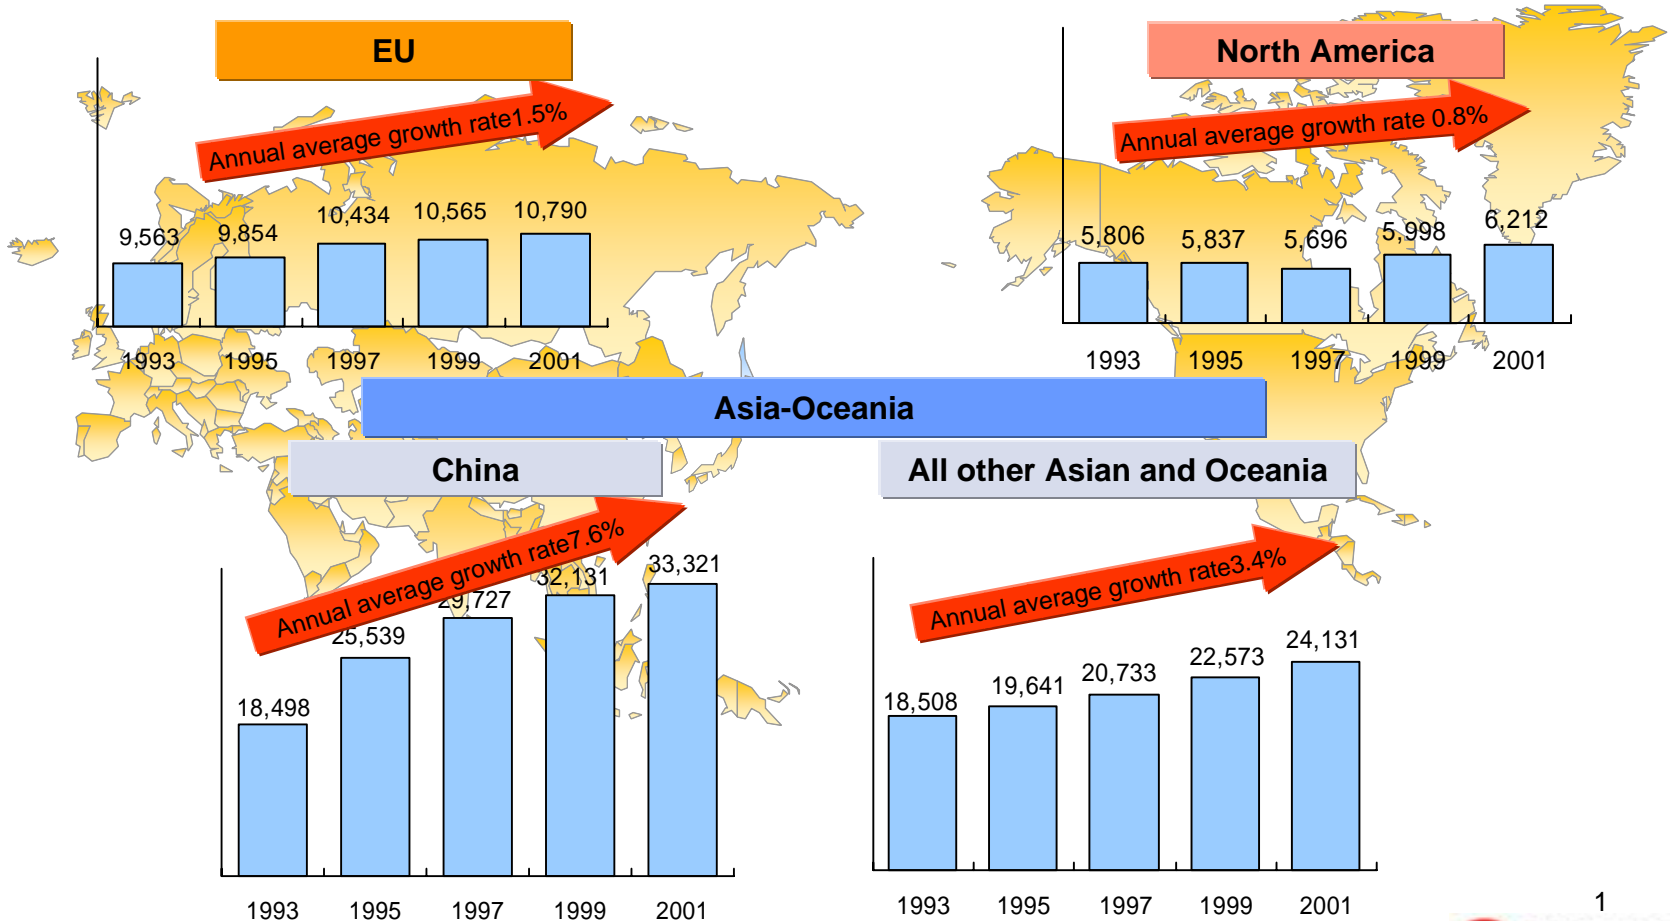 EU
Annual average growth rate1.5%
9,563 9,854 10,434 10,565 10,790
1993 1995 1997 1999 2001
North America
Annual average growth rate 0.8%
5,806 5,837 5,696 5,998 6,212
1993 1995 1997 1999 2001
Asia-Oceania
China
Annual average growth rate7.6%
18,498 25,539 29,727 32,131 33,321
1993 1995 1997 1999 2001
All other Asian and Oceania
Annual average growth rate3.4%
18,508 19,641 20,733 22,573 24,131
1993 1995 1997 1999 2001
1